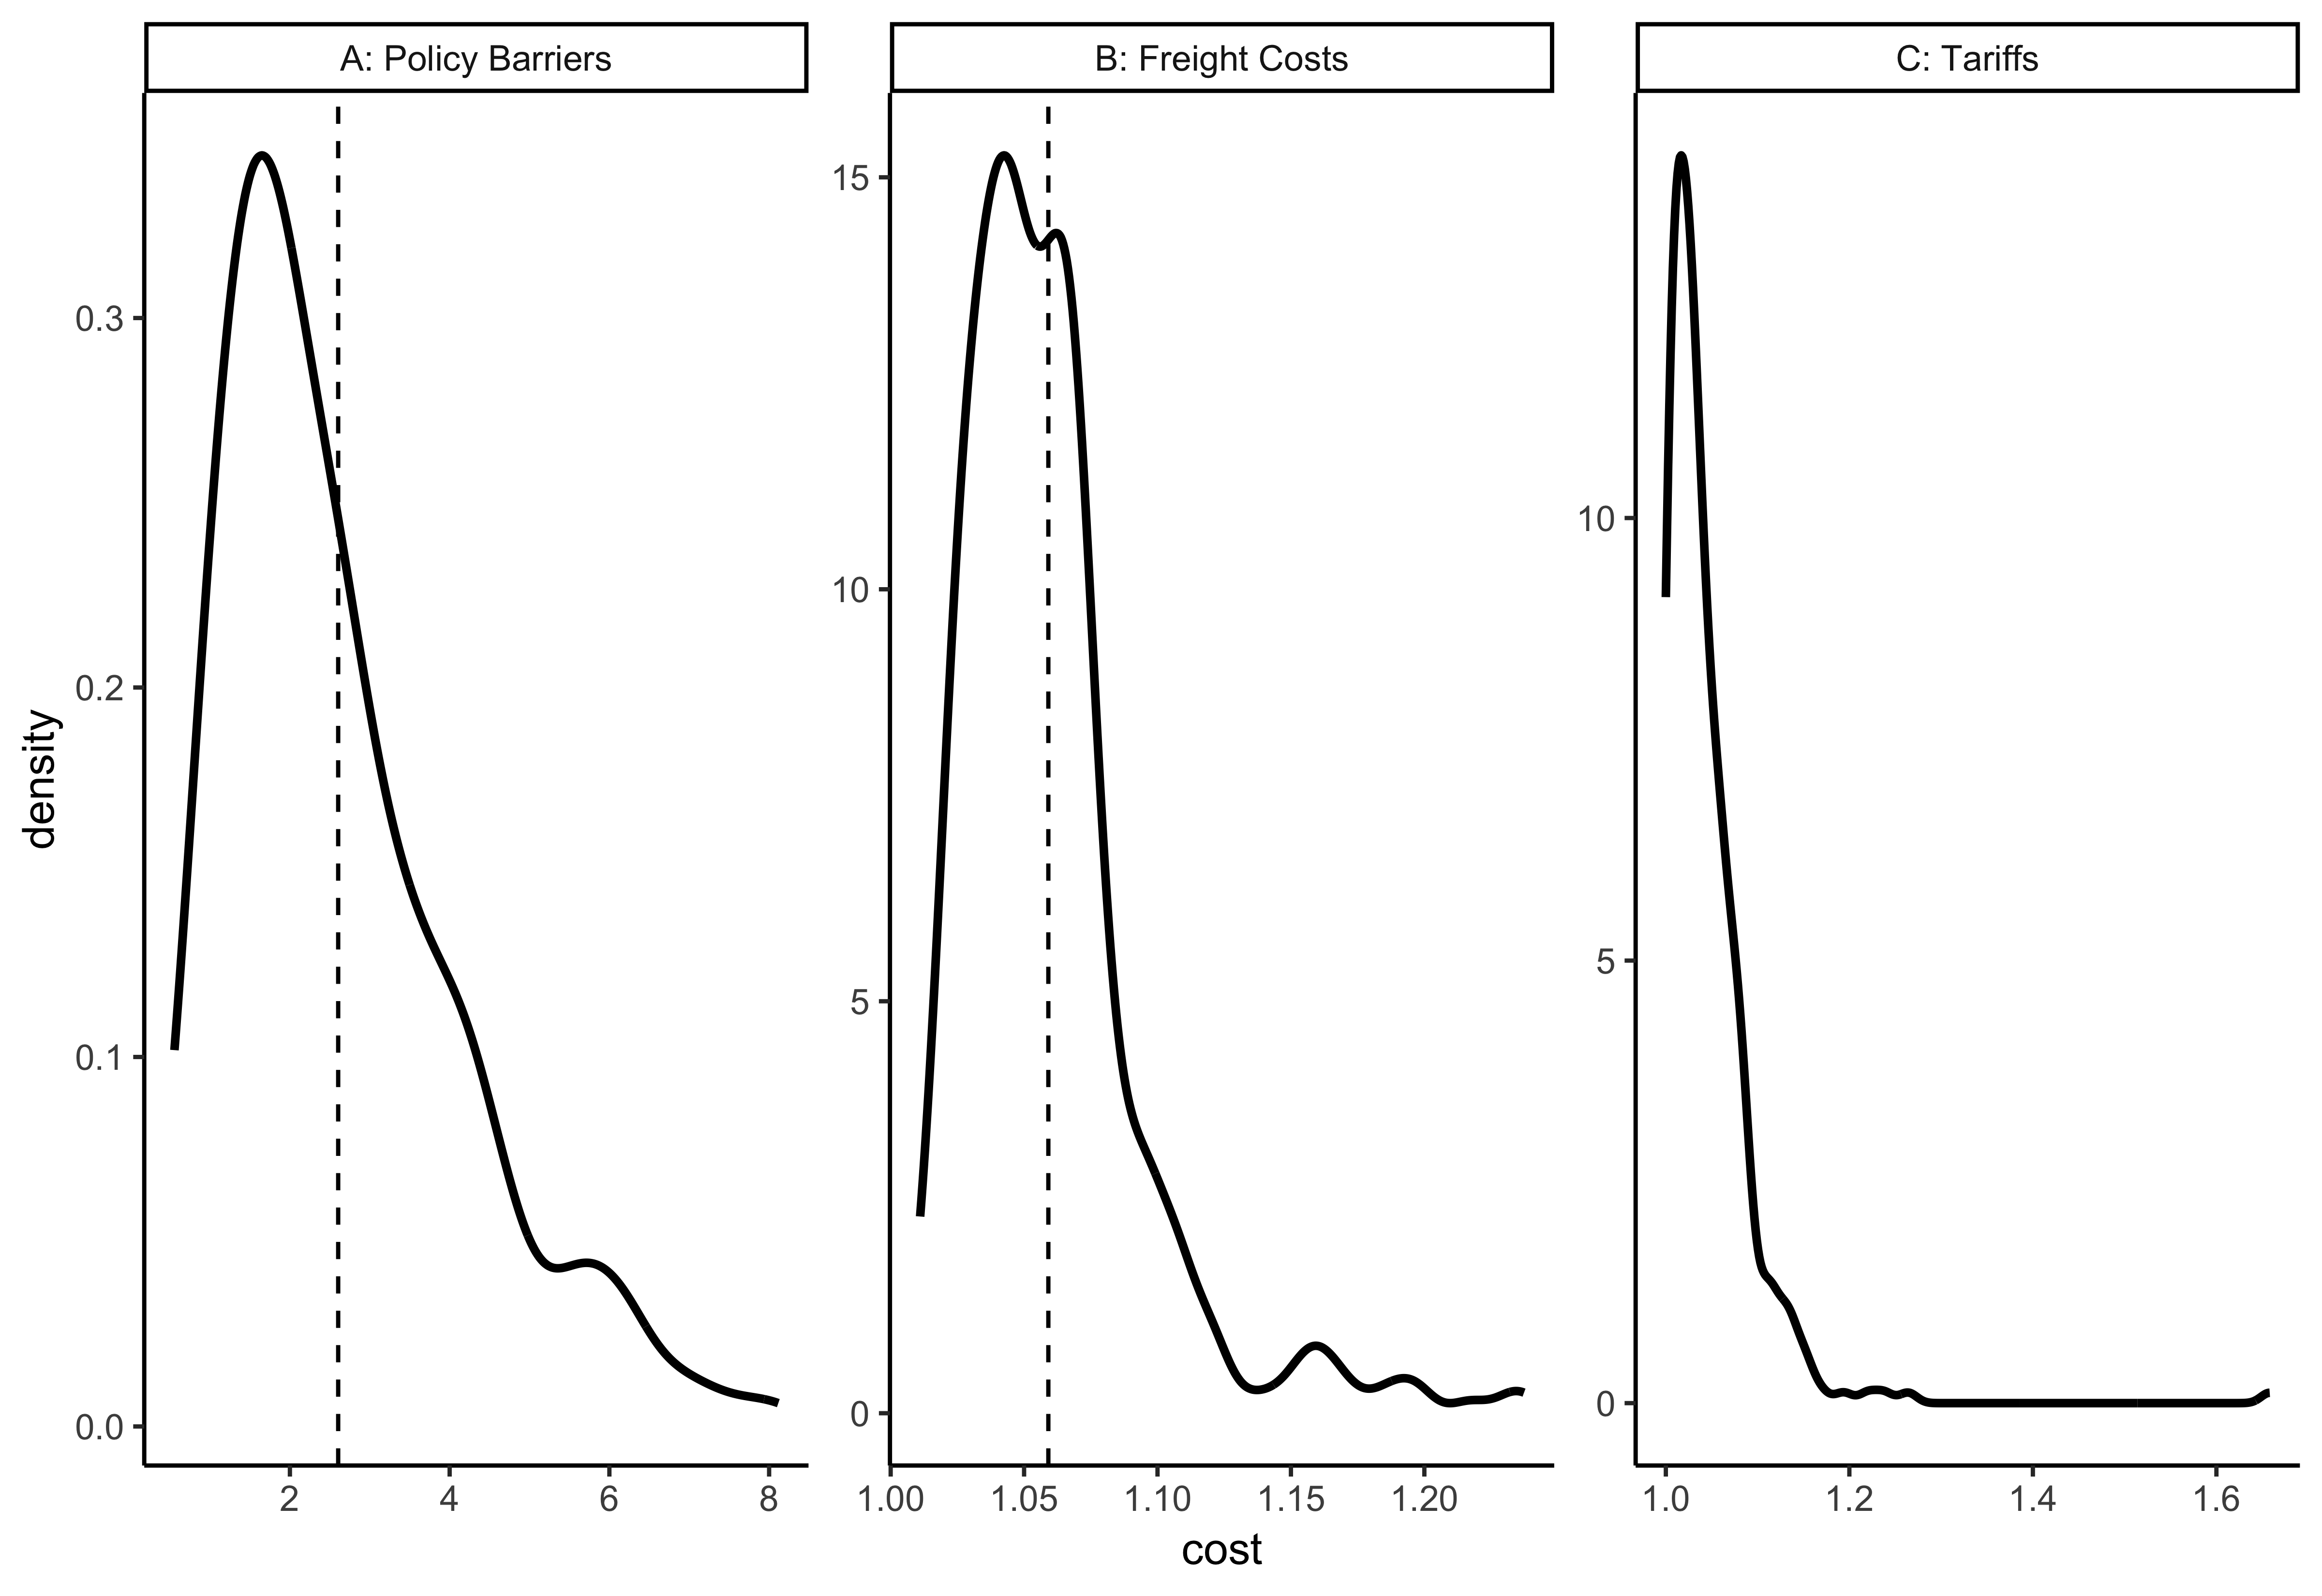 A: Policy Barriers
B: Freight Costs
C: Tariffs
density
0.3
0.2
0.1
0.0
15
10
5
0
10
5
0
2 4 6 8
1.00 1.05 1.10 1.15 1.20
1.0 1.2 1.4 1.6
cost